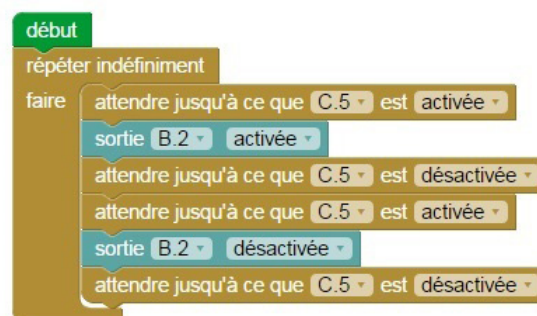 début
répéter indéfiniment
faire attendre jusqu'à ce que C.5 est activée
sortie B.2 activée
attendre jusqu'à ce que C.5 est désactivée
attendre jusqu'à ce que C.5 est activée
sortie B.2 désactivée
attendre jusqu'à ce que C.5 est désactivée